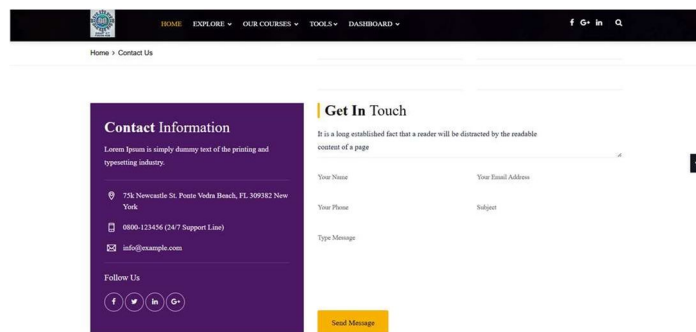 HOME EXPLORE OUR COURSES TOOLS DASHBOARD f G+ in
Home > Contact Us
Contact Information
Lorem Ipsum is simply dummy text of the printing and
typesetting industry.
75k Newcastle St. Ponte Vedra Beach, FL 309382 New
York
0800-123456 (24/7 Support Line)
info@example.com
Follow Us
f in G+
Get In Touch
It is a long established fact that a reader will be distracted by the readable
content of a page
Your Name Your Email Address
Your Phone Subject
Type Message
Send Message